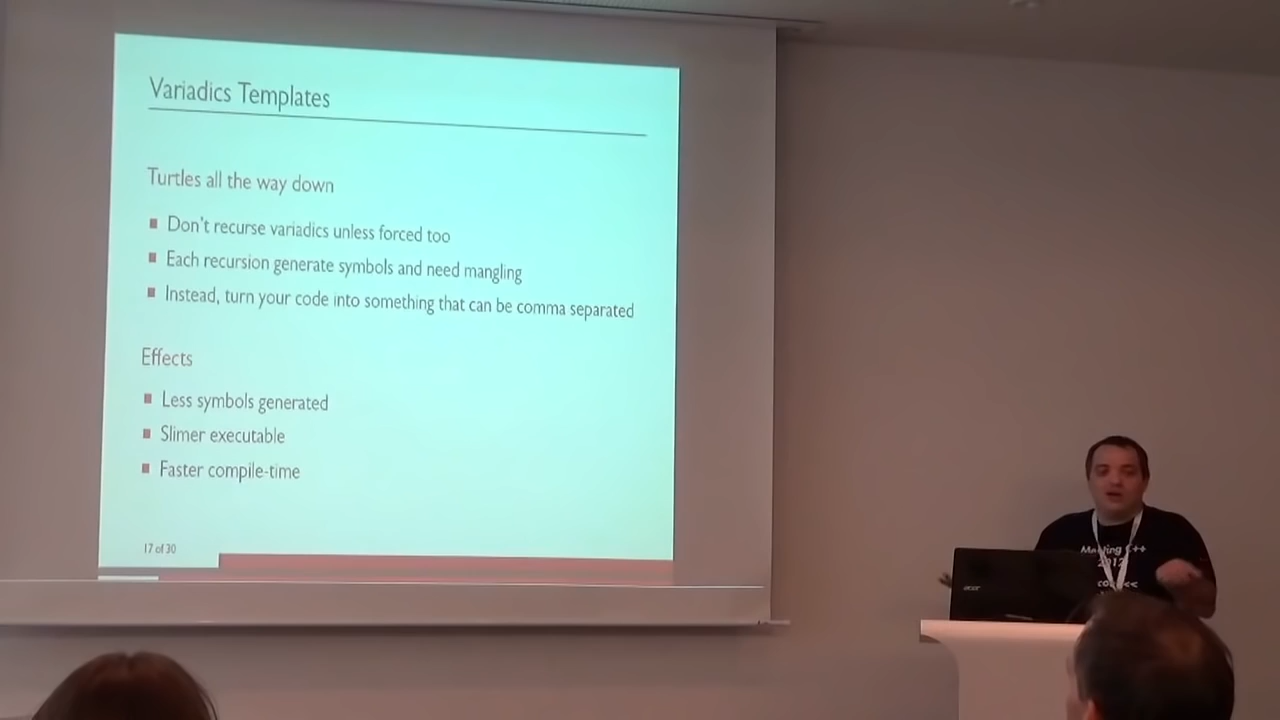 Variadics Templates
Turtles all the way down
Don't recurse variadics unless forced too
Each recursion generate symbols and need mangling
Instead, turn your code into something that can be comma separated
Effects
Less symbols generated
Slimer executable
Faster compile-time
17 of 30
acer
C++
2012